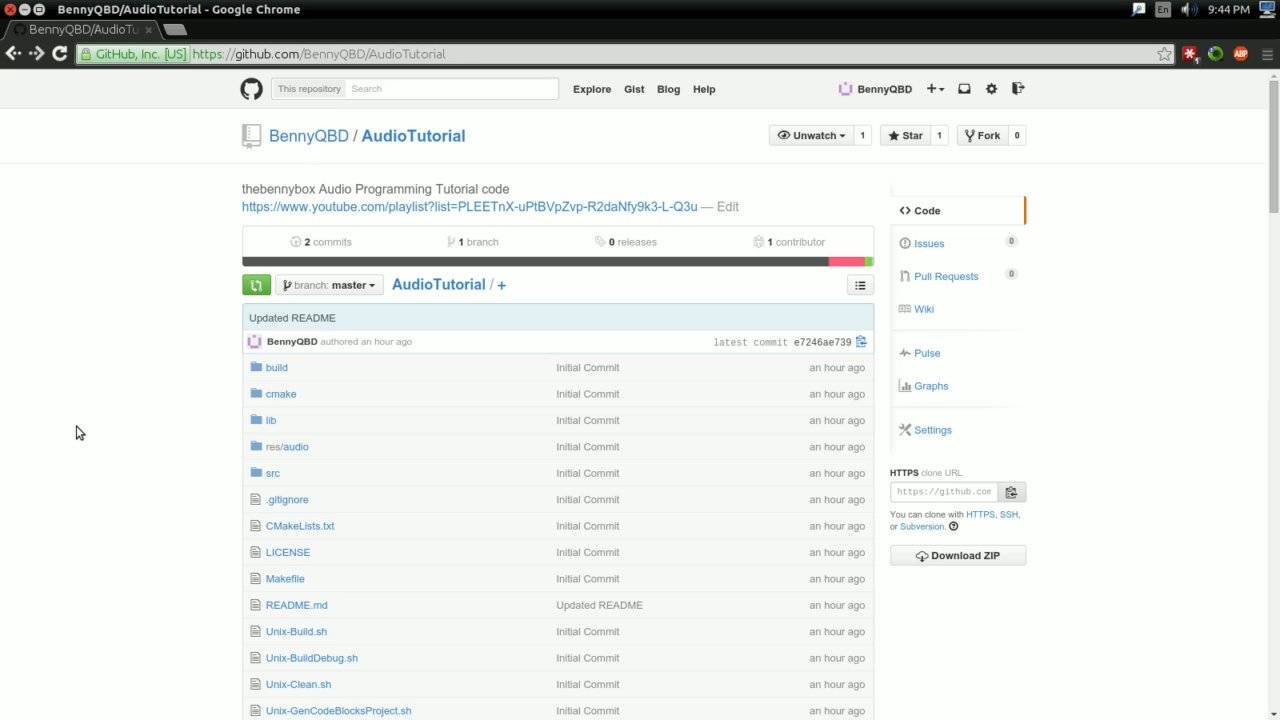 BennyQBD/AudioTutorial - Google Chrome
En
9:44 PM
BennyQBD/AudioTu
GitHub, Inc. [US] https://github.com/BennyQBD/AudioTutorial
1
ABP
This repository Search
Explore Gist Blog Help
BennyQBD
BennyQBD / AudioTutorial
Unwatch 1 Star 1 Fork 0
thebennybox Audio Programming Tutorial code
https://www.youtube.com/playlist?list=PLEETnX-uPtBVpZvp-R2daNfy9k3-L-Q3u — Edit
2 commits 1 branch 0 releases 1 contributor
branch: master AudioTutorial / +
Updated README
BennyQBD authored an hour ago latest commit e7246ae739
build Initial Commit an hour ago
cmake Initial Commit an hour ago
lib Initial Commit an hour ago
res/audio Initial Commit an hour ago
src Initial Commit an hour ago
.gitignore Initial Commit an hour ago
CMakeLists.txt Initial Commit an hour ago
LICENSE Initial Commit an hour ago
Makefile Initial Commit an hour ago
README.md Updated README an hour ago
Unix-Build.sh Initial Commit an hour ago
Unix-BuildDebug.sh Initial Commit an hour ago
Unix-Clean.sh Initial Commit an hour ago
Unix-GenCodeBlocksProject.sh Initial Commit an hour ago
<> Code
Issues 0
Pull Requests 0
Wiki
Pulse
Graphs
Settings
HTTPS clone URL
https://github.com
You can clone with HTTPS, SSH,
or Subversion.
Download ZIP